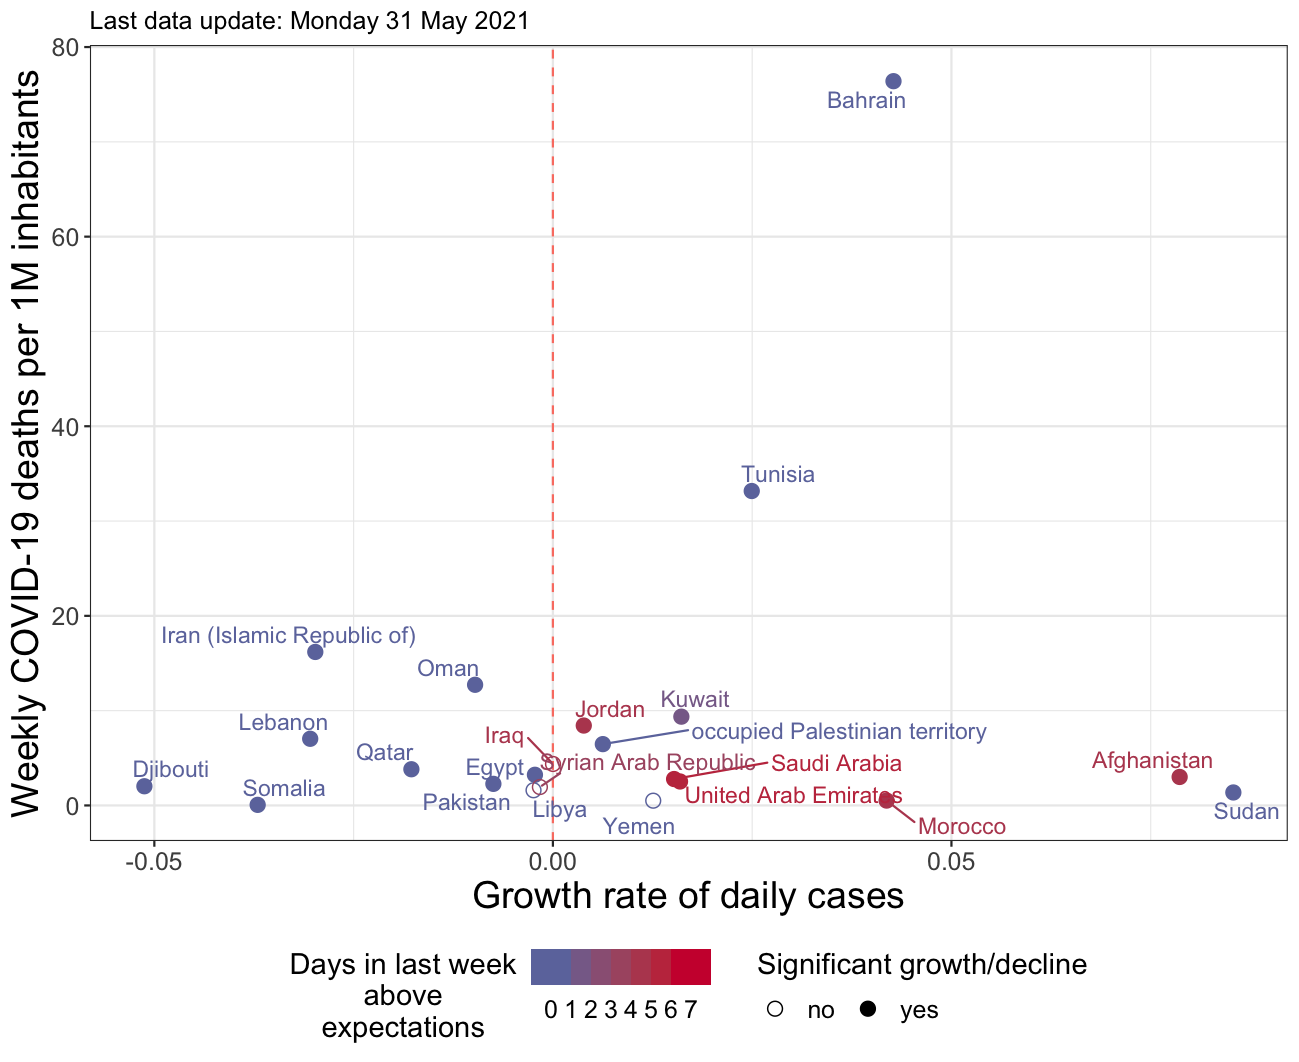 Last data update: Monday 31 May 2021
Weekly COVID-19 deaths per 1M inhabitants
80
60
40
20
0
Bahrain
Tunisia
Iran (Islamic Republic of)
Oman
Kuwait
Jordan
Lebanon
occupied Palestinian territory
Iraq
Qatar
Syrian Arab Republic
Saudi Arabia
Afghanistan
Djibouti
Egypt
Somalia
United Arab Emirates
Pakistan
Libya
Sudan
Yemen
Morocco
-0.05
0.00
0.05
Growth rate of daily cases
Days in last week
above
expectations
0 1 2 3 4 5 6 7
Significant growth/decline
no
yes